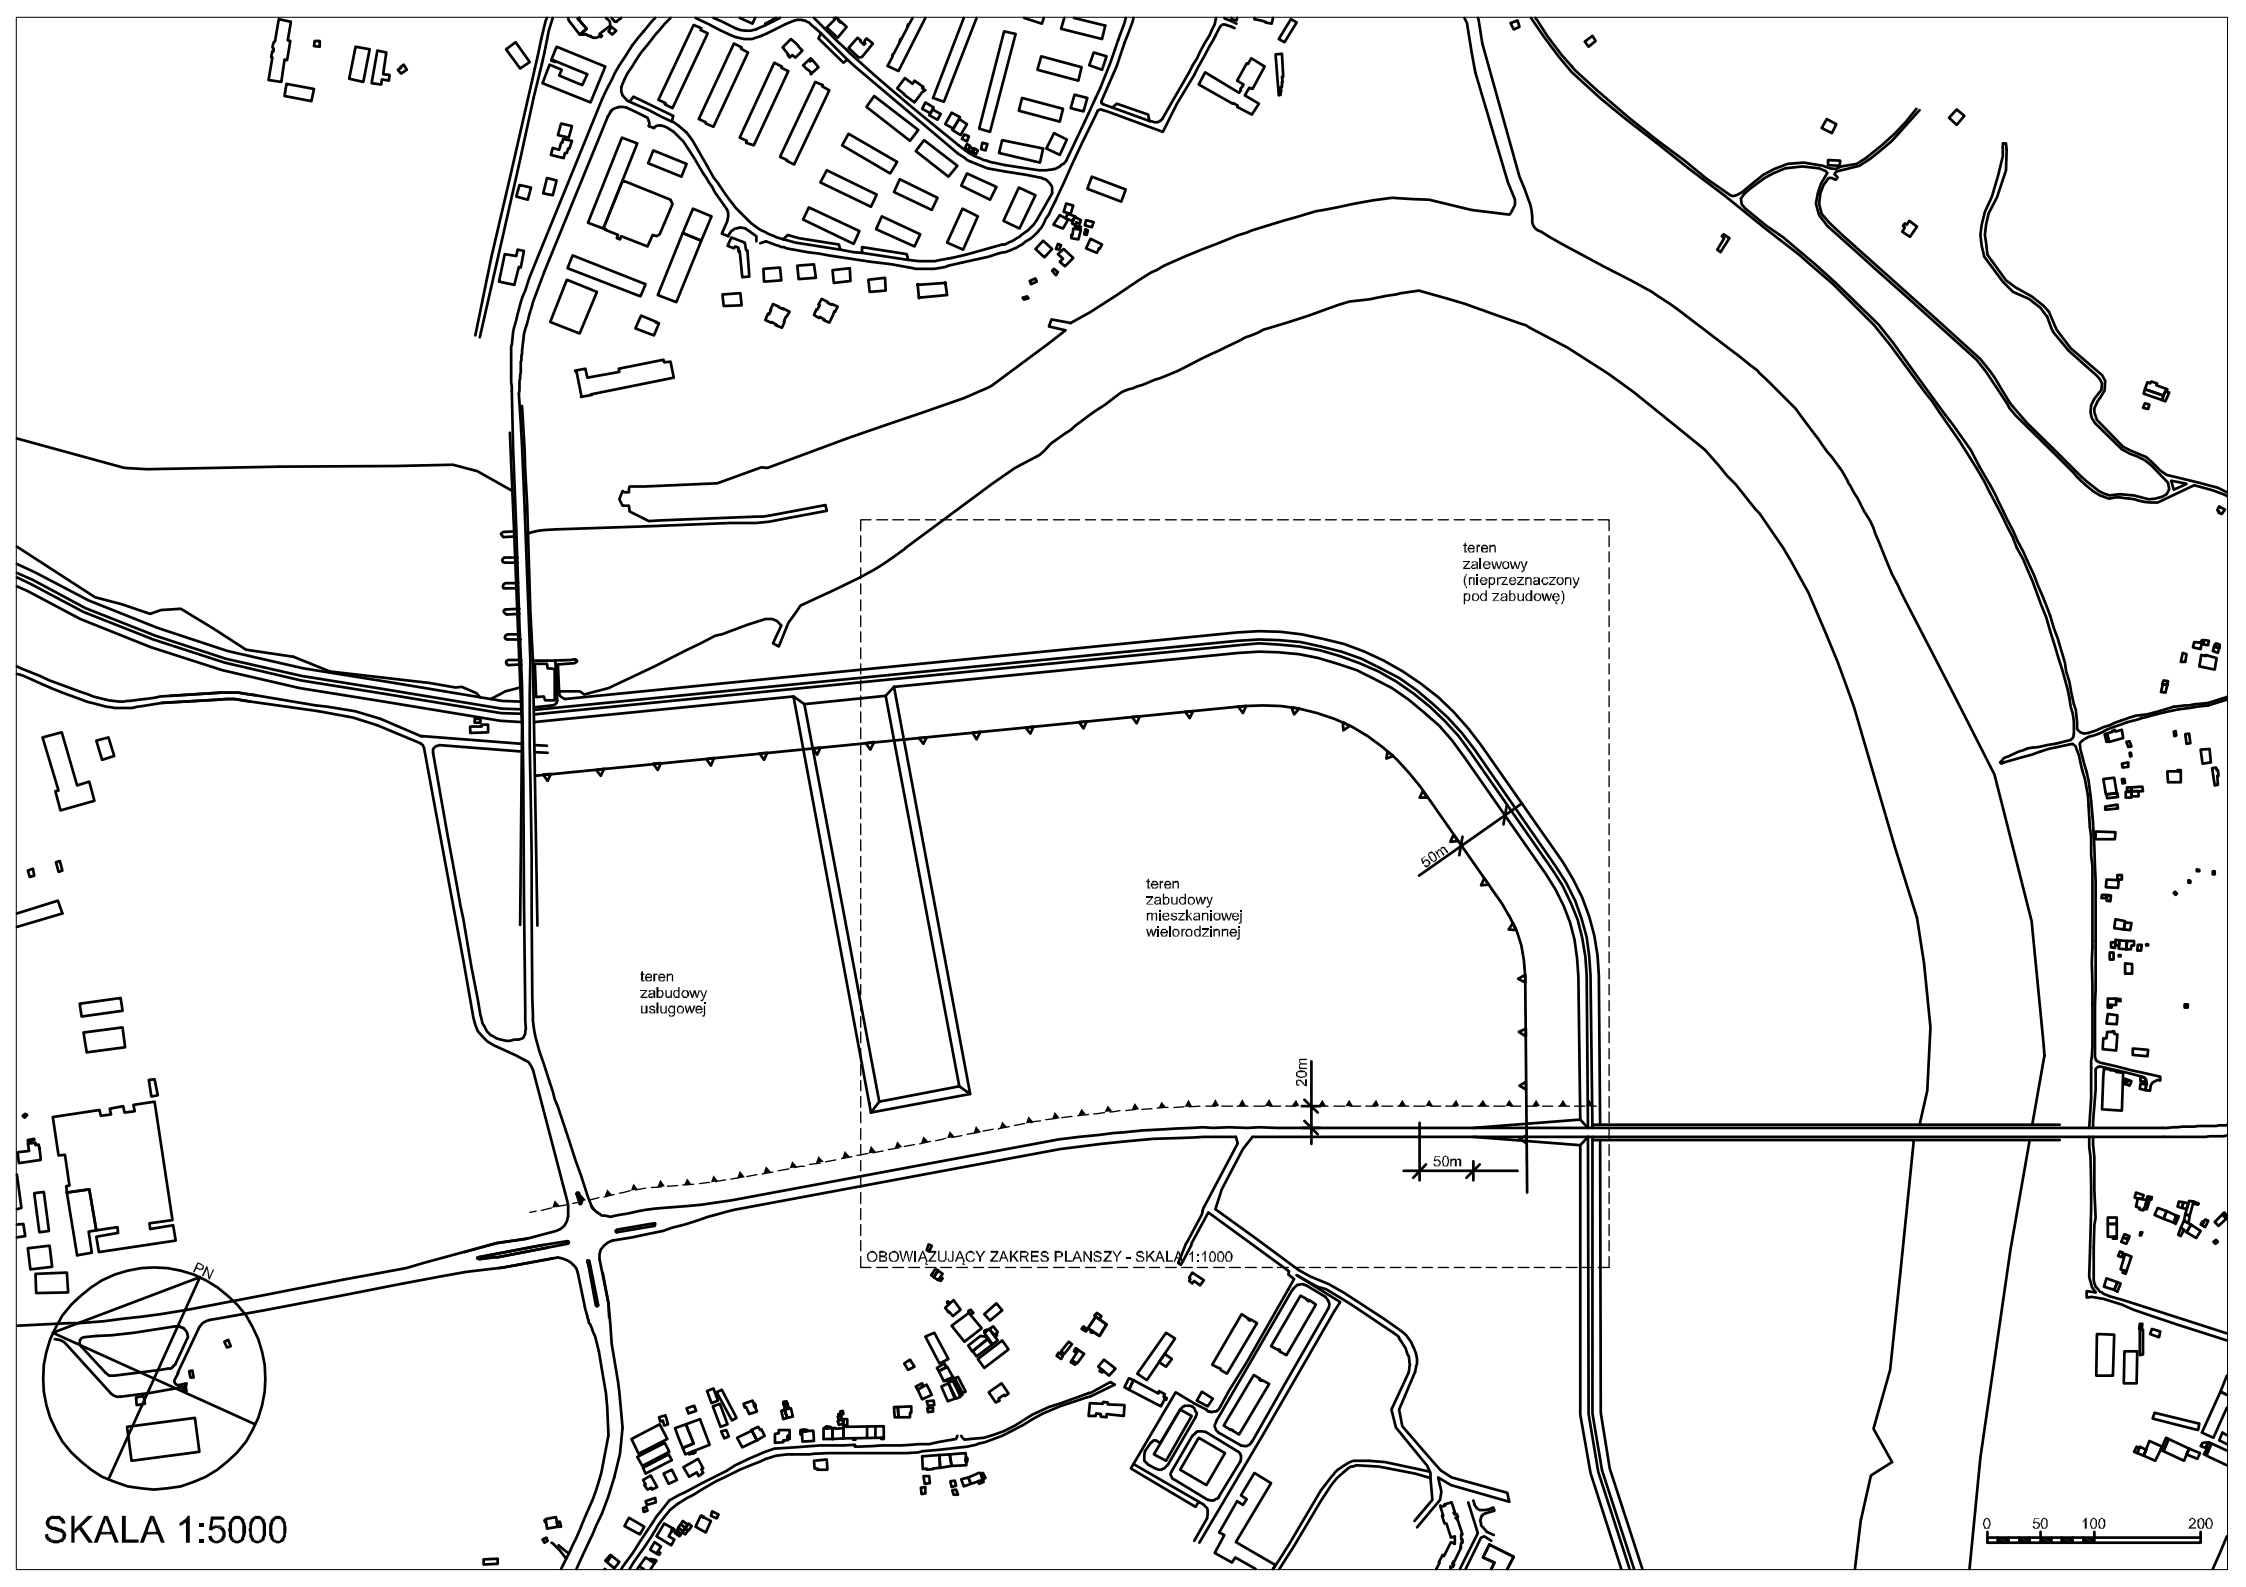 teren
zalewowy
(nieprzeznaczony
pod zabudowę)
50m
teren
zabudowy
mieszkaniowej
wielorodzinnej
teren
zabudowy
usługowej
20m
50m
OBOWIĄZUJĄCY ZAKRES PLANSZY - SKALA 1:1000
PN
SKALA 1:5000
0 50 100 200